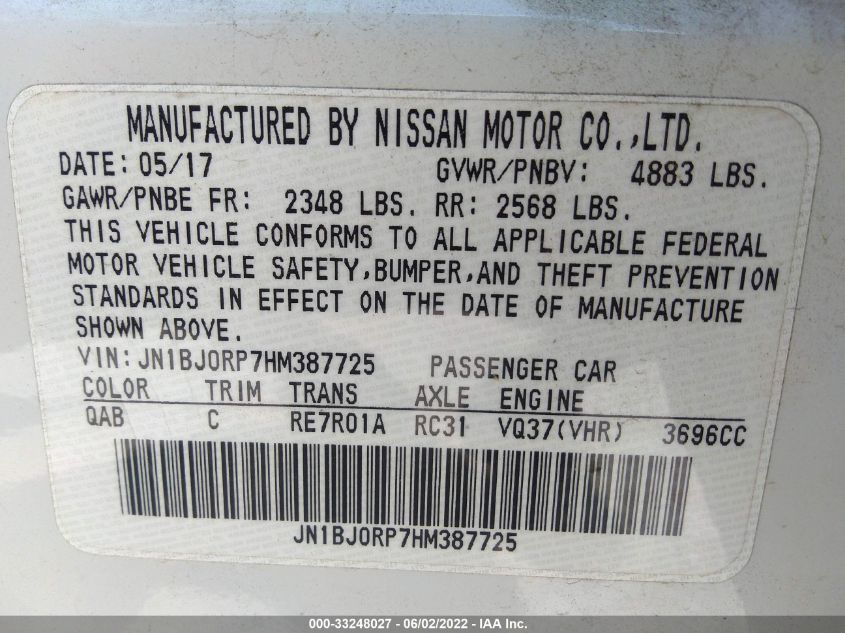 MANUFACTURED BY NISSAN MOTOR CO.,LTD.
DATE: 05/17 GVWR/PNBV: 4883 LBS.
GAWR/PNBE FR: 2348 LBS. RR: 2568 LBS.
THIS VEHICLE CONFORMS TO ALL APPLICABLE FEDERAL
MOTOR VEHICLE SAFETY,BUMPER,AND THEFT PREVENTION
STANDARDS IN EFFECT ON THE DATE OF MANUFACTURE
SHOWN ABOVE.
VIN: JN1BJ0RP7HM387725 PASSENGER CAR
COLOR TRIM TRANS AXLE ENGINE
QAB C RE7R01A RC31 VQ37(VHR) 3696CC
JN1BJ0RP7HM387725
000-33248027 - 06/02/2022 - IAA Inc.